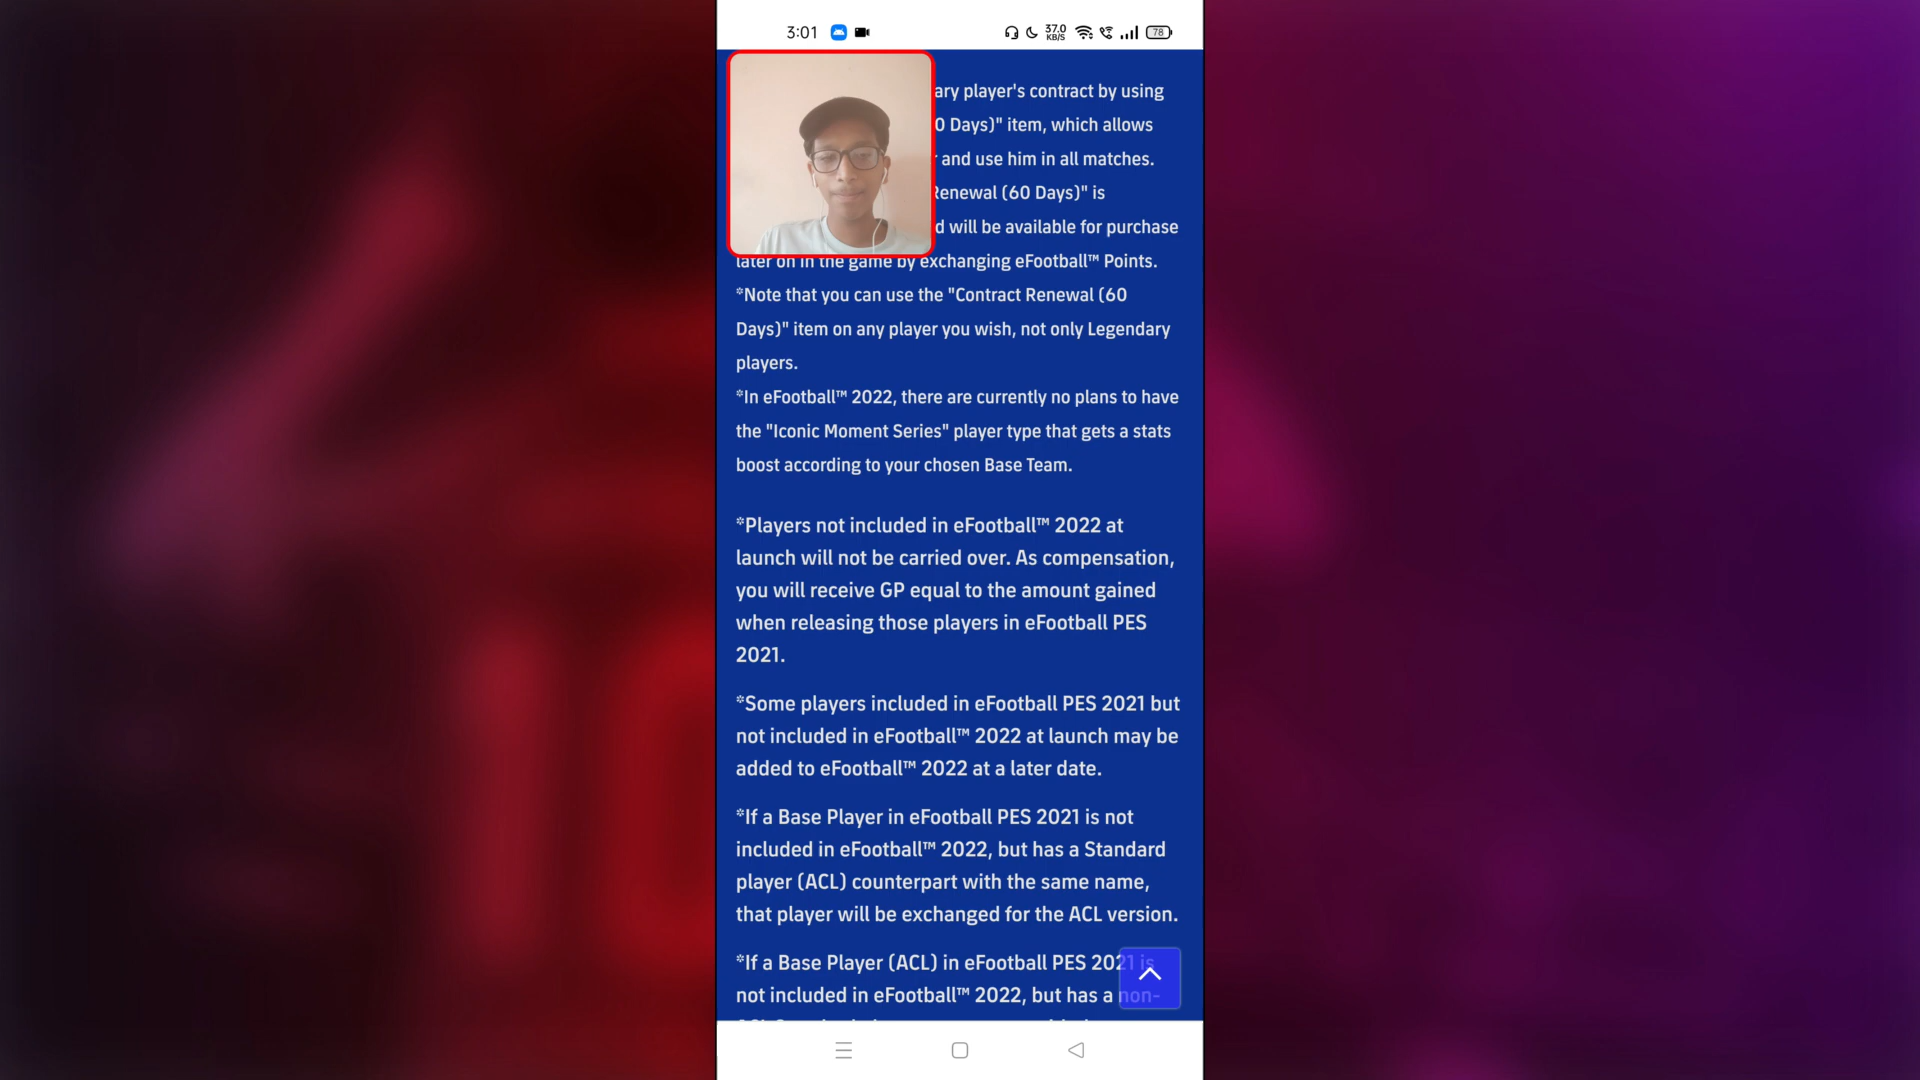 3:01
37.0
KB/S
78
player's contract by using
Days)" item, which allows
and use him in all matches.
Renewal (60 Days)" is
will be available for purchase
later on in the game by exchanging eFootball™ Points.
*Note that you can use the "Contract Renewal (60
Days)" item on any player you wish, not only Legendary
players.
*In eFootball™ 2022, there are currently no plans to have
the "Iconic Moment Series" player type that gets a stats
boost according to your chosen Base Team.
*Players not included in eFootball™ 2022 at
launch will not be carried over. As compensation,
you will receive GP equal to the amount gained
when releasing those players in eFootball PES
2021.
*Some players included in eFootball PES 2021 but
not included in eFootball™ 2022 at launch may be
added to eFootball™ 2022 at a later date.
*If a Base Player in eFootball PES 2021 is not
included in eFootball™ 2022, but has a Standard
player (ACL) counterpart with the same name,
that player will be exchanged for the ACL version.
*If a Base Player (ACL) in eFootball PES 2021 is
not included in eFootball™ 2022, but has a non-